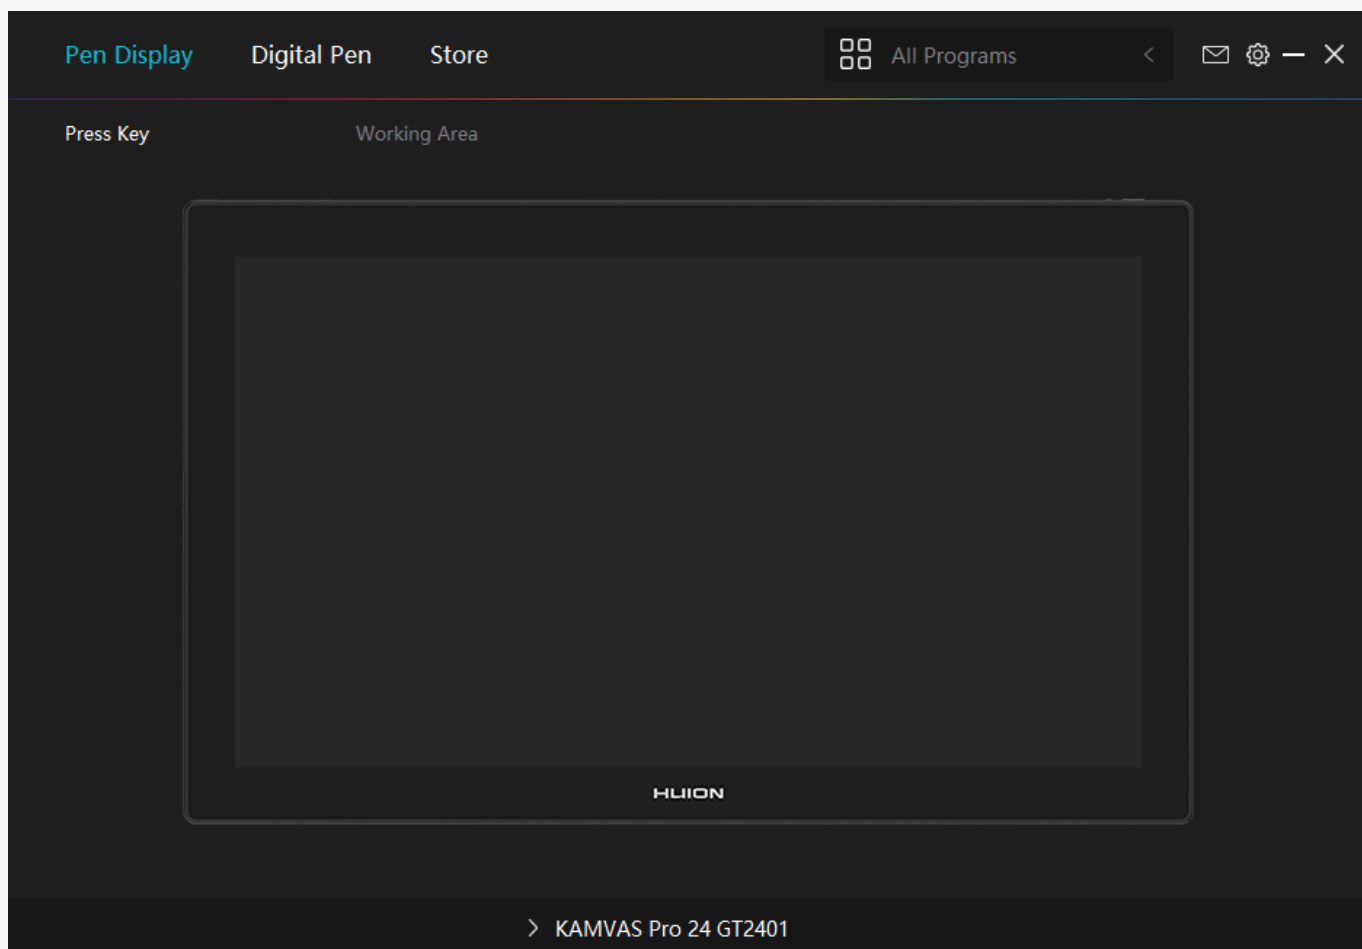 Pen Display Digital Pen Store All Programs
Press Key Working Area
HUION
KAMVAS Pro 24 GT2401